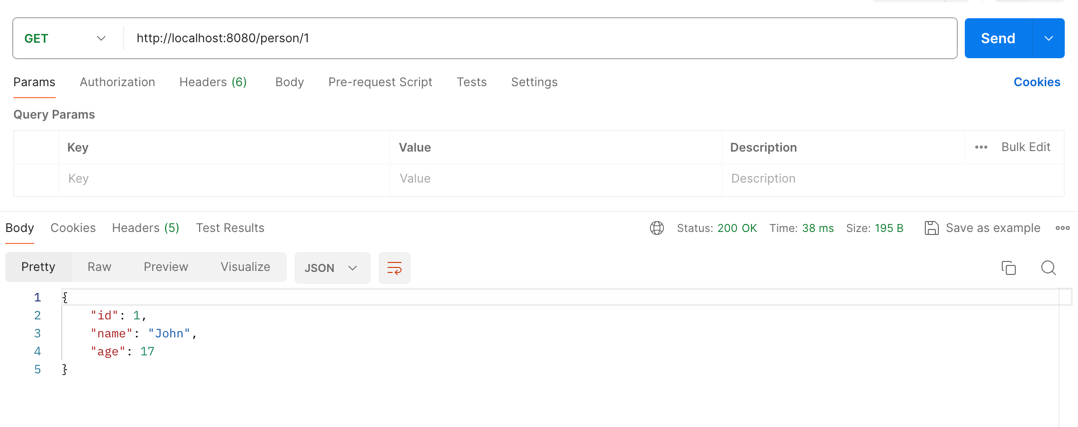 GET http://localhost:8080/person/1 Send
Params Authorization Headers (6) Body Pre-request Script Tests Settings Cookies
Query Params
Key Value Description ••• Bulk Edit
Key Value Description
Body Cookies Headers (5) Test Results Status: 200 OK Time: 38 ms Size: 195 B Save as example
Pretty Raw Preview Visualize JSON
1 {
2 "id": 1,
3 "name": "John",
4 "age": 17
5 }